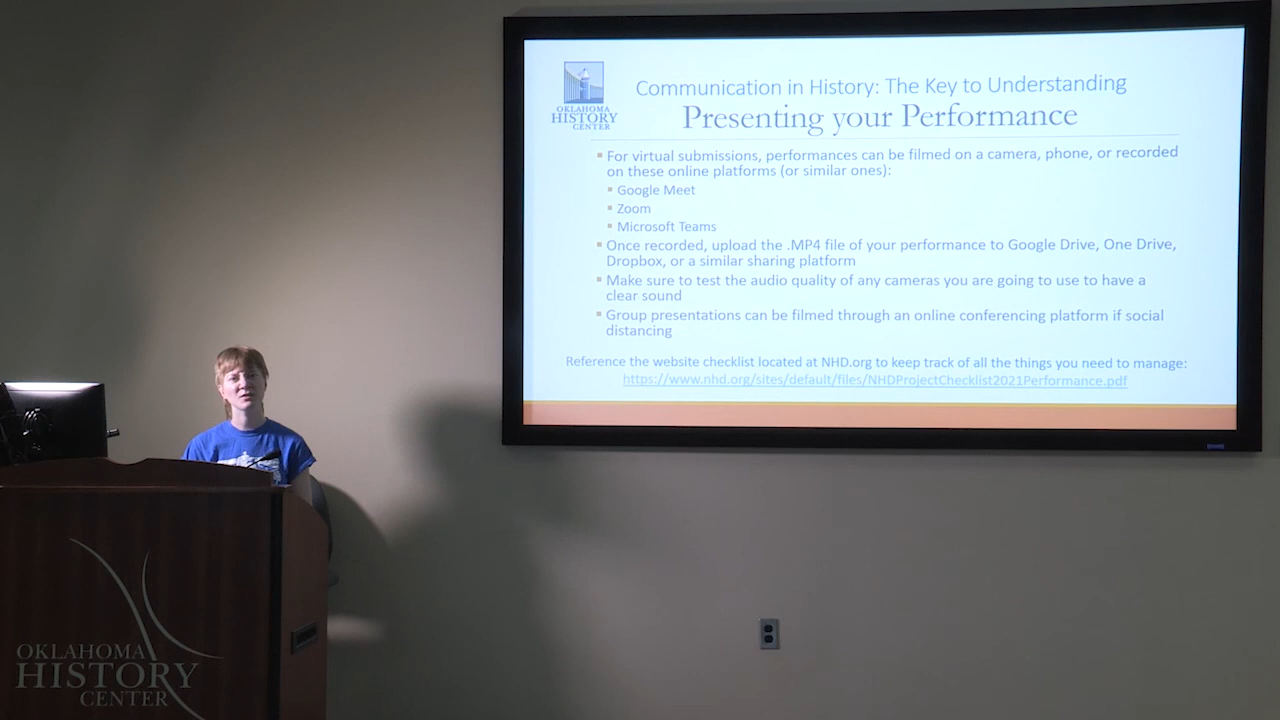 OKLAHOMA
HISTORY
CENTER
Communication in History: The Key to Understanding
Presenting your Performance
▪ For virtual submissions, performances can be filmed on a camera, phone, or recorded
on these online platforms (or similar ones):
▪ Google Meet
▪ Zoom
▪ Microsoft Teams
▪ Once recorded, upload the .MP4 file of your performance to Google Drive, One Drive,
Dropbox, or a similar sharing platform
▪ Make sure to test the audio quality of any cameras you are going to use to have a
clear sound
▪ Group presentations can be filmed through an online conferencing platform if social
distancing
Reference the website checklist located at NHD.org to keep track of all the things you need to manage:
https://www.nhd.org/sites/default/files/NHDProjectChecklist2021Performance.pdf
OKLAHOMA
HISTORY
CENTER